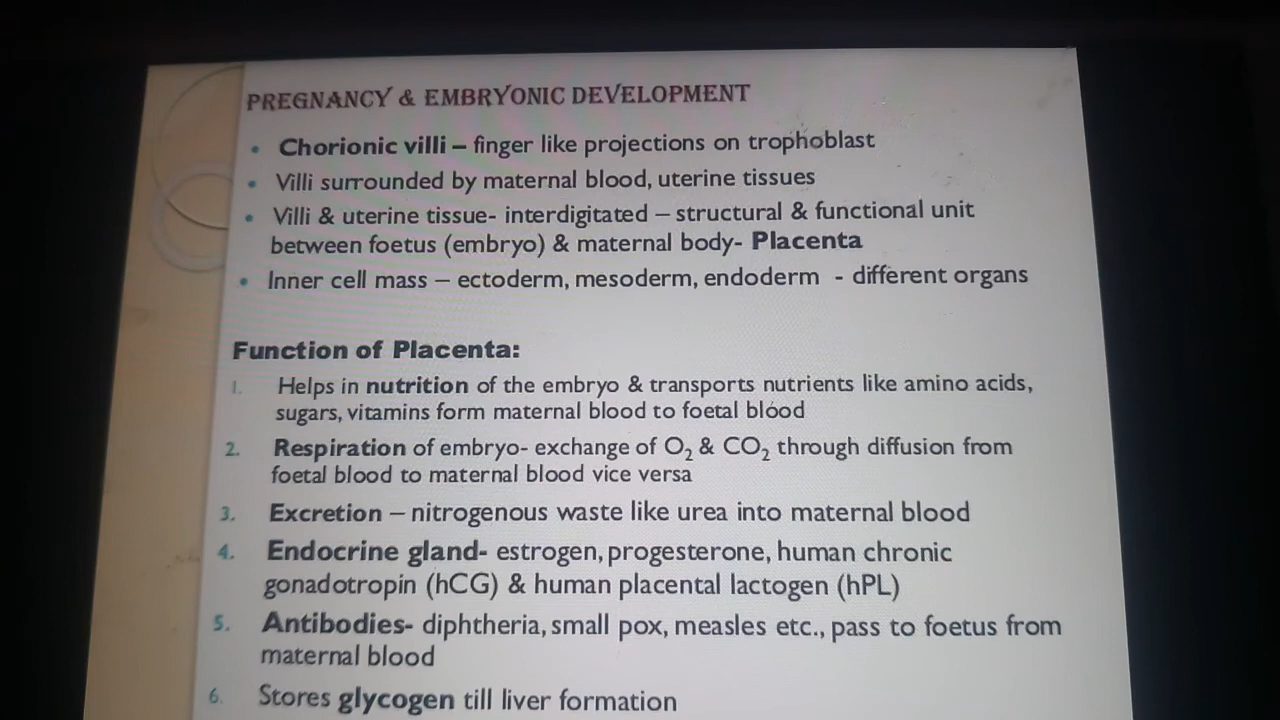 PREGNANCY & EMBRYONIC DEVELOPMENT
• Chorionic villi – finger like projections on trophoblast
• Villi surrounded by maternal blood, uterine tissues
• Villi & uterine tissue- interdigitated – structural & functional unit
between foetus (embryo) & maternal body- Placenta
• Inner cell mass – ectoderm, mesoderm, endoderm - different organs
Function of Placenta:
1. Helps in nutrition of the embryo & transports nutrients like amino acids,
sugars, vitamins form maternal blood to foetal blood
2. Respiration of embryo- exchange of O₂ & CO₂ through diffusion from
foetal blood to maternal blood vice versa
3. Excretion – nitrogenous waste like urea into maternal blood
4. Endocrine gland- estrogen, progesterone, human chronic
gonadotropin (hCG) & human placental lactogen (hPL)
5. Antibodies- diphtheria, small pox, measles etc., pass to foetus from
maternal blood
6. Stores glycogen till liver formation